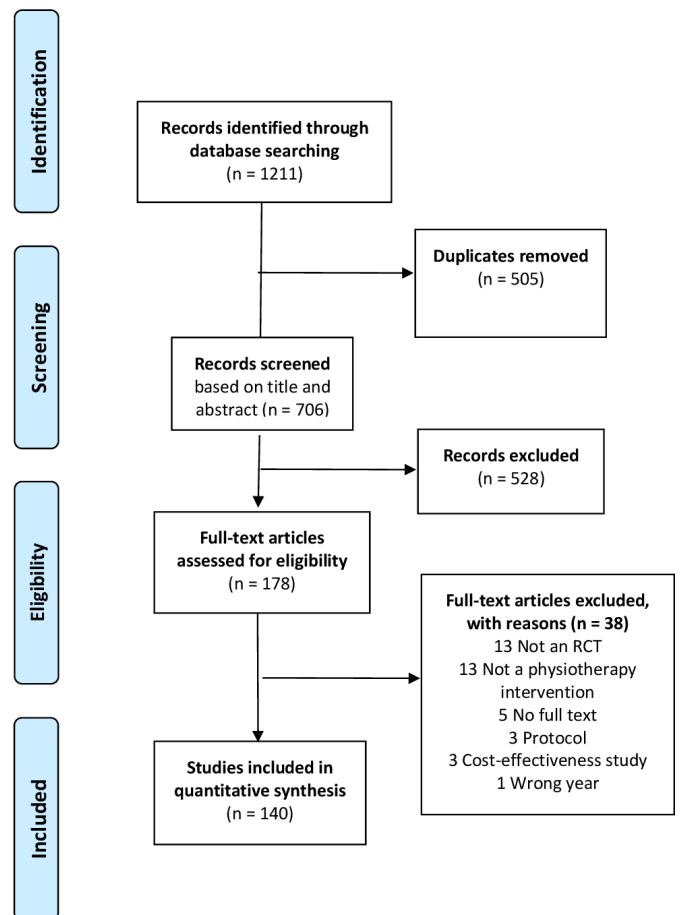 Identification
Records identified through
database searching
(n = 1211)
Duplicates removed
(n = 505)
Screening
Records screened
based on title and
abstract (n = 706)
Records excluded
(n = 528)
Eligibility
Full-text articles
assessed for eligibility
(n = 178)
Full-text articles excluded,
with reasons (n = 38)
13 Not an RCT
13 Not a physiotherapy
intervention
5 No full text
3 Protocol
3 Cost-effectiveness study
1 Wrong year
Included
Studies included in
quantitative synthesis
(n = 140)